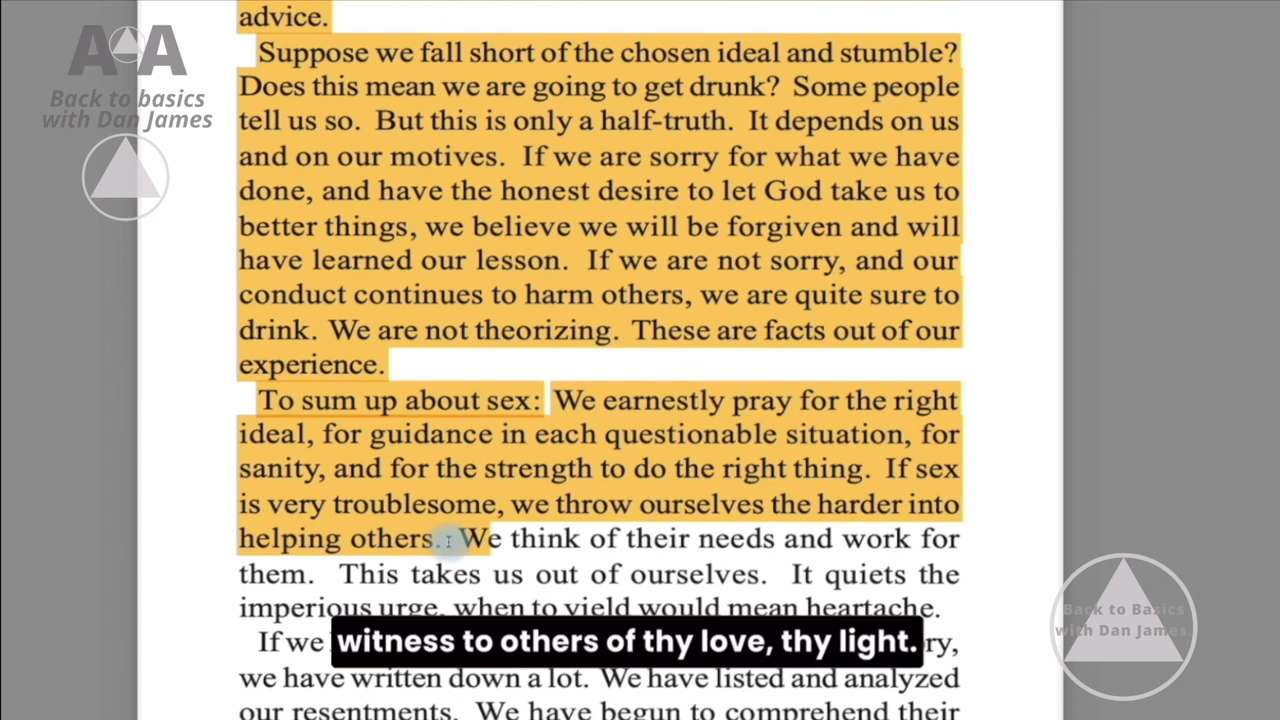 AA
Back to basics
with Dan James
advice.
Suppose we fall short of the chosen ideal and stumble?
Does this mean we are going to get drunk? Some people
tell us so. But this is only a half-truth. It depends on us
and on our motives. If we are sorry for what we have
done, and have the honest desire to let God take us to
better things, we believe we will be forgiven and will
have learned our lesson. If we are not sorry, and our
conduct continues to harm others, we are quite sure to
drink. We are not theorizing. These are facts out of our
experience.
To sum up about sex: We earnestly pray for the right
ideal, for guidance in each questionable situation, for
sanity, and for the strength to do the right thing. If sex
is very troublesome, we throw ourselves the harder into
helping others. We think of their needs and work for
them. This takes us out of ourselves. It quiets the
imperious urge, when to yield would mean heartache.
If we
witness to others of thy love, thy light.
we have written down a lot. We have listed and analyzed
our resentments. We have begun to comprehend their
Back to Basics
with Dan James